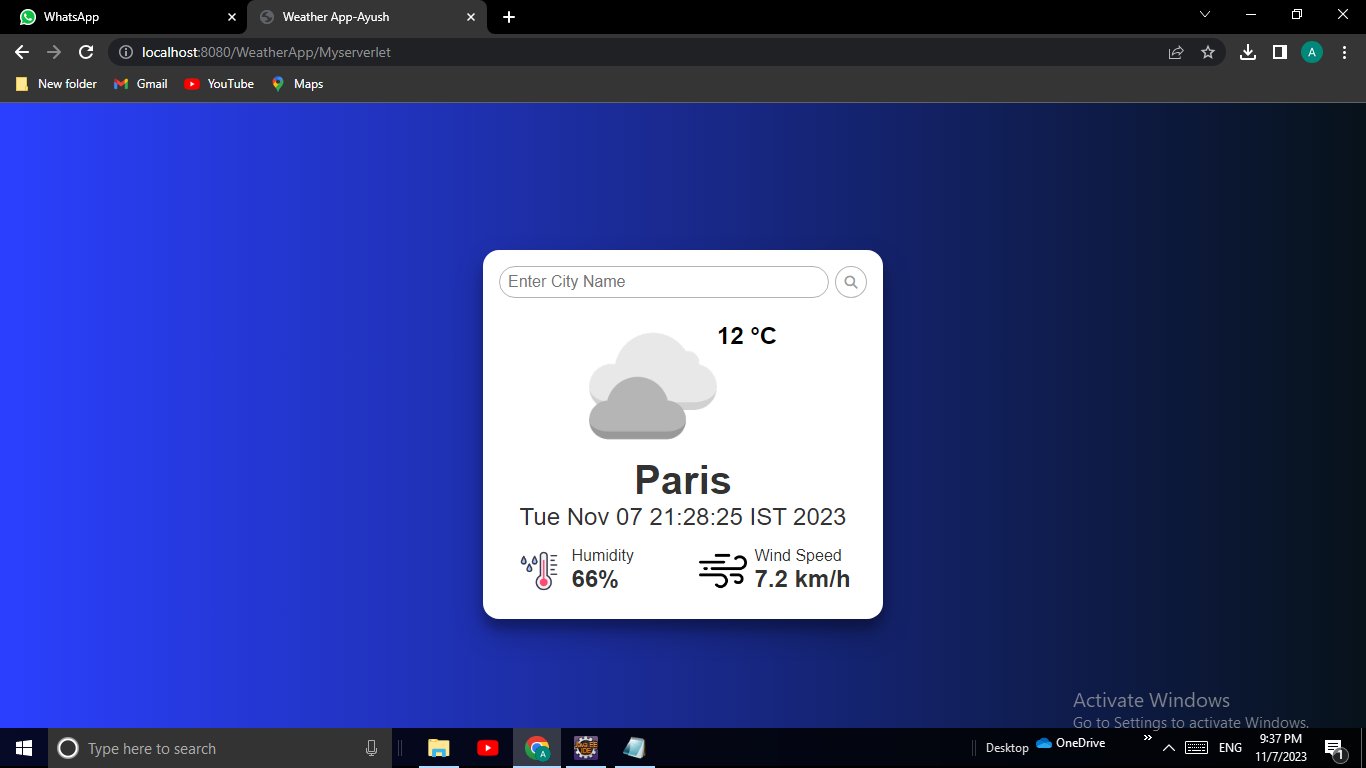 WhatsApp
Weather App-Ayush
localhost:8080/WeatherApp/Myserverlet
A
New folder
Gmail
YouTube
Maps
Enter City Name
12 °C
Paris
Tue Nov 07 21:28:25 IST 2023
Humidity
66%
Wind Speed
7.2 km/h
Activate Windows
Go to Settings to activate Windows.
Type here to search
A
Desktop
OneDrive
ENG
9:37 PM
11/7/2023
1